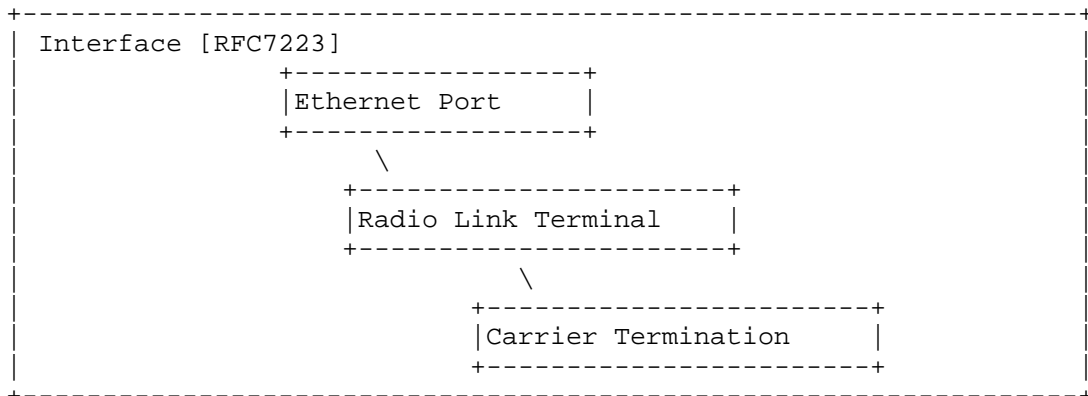 Interface [RFC7223]
Ethernet Port
Radio Link Terminal
Carrier Termination